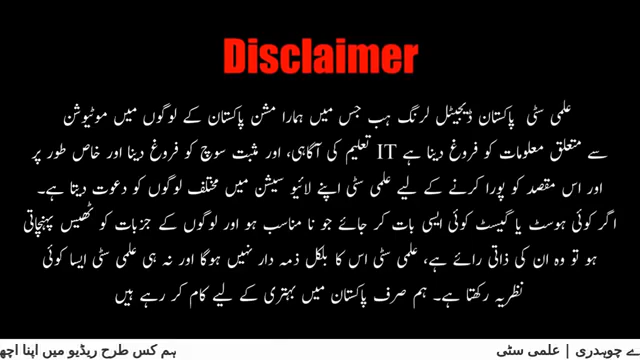 Disclaimer
علمی سٹی پاکستان ڈیجیٹل لرنگ ہب جس میں ہمارا مشن پاکستان کے لوگوں میں موٹیوشن
سے متعلق معلومات کو فروغ دینا ہے IT تعلیم کی آگاہی، اور مثبت سوچ کو فروغ دینا اور خاص طور پر
اور اس مقصد کو پورا کرنے کے لیے علمی سٹی اپنے لائیو سیشن میں مختلف لوگوں کو دعوت دیتا ہے۔
اگر کوئی ہوسٹ یا گیسٹ کوئی ایسی بات کر جائے جو نا مناسب ہو اور لوگوں کے جزبات کو ٹھیس پہنچاتی
ہو تو وہ ان کی ذاتی رائے ہے، علمی سٹی اس کا بلکل ذمہ دار نہیں ہوگا اور نہ ہی علمی سٹی ایسا کوئی
نظریہ رکھتا ہے۔ ہم صرف پاکستان میں بہتری کے لیے کام کر رہے ہیں
ے چوہدری | علمی سٹی
ہم کس طرح ریڈیو میں اپنا اچھ